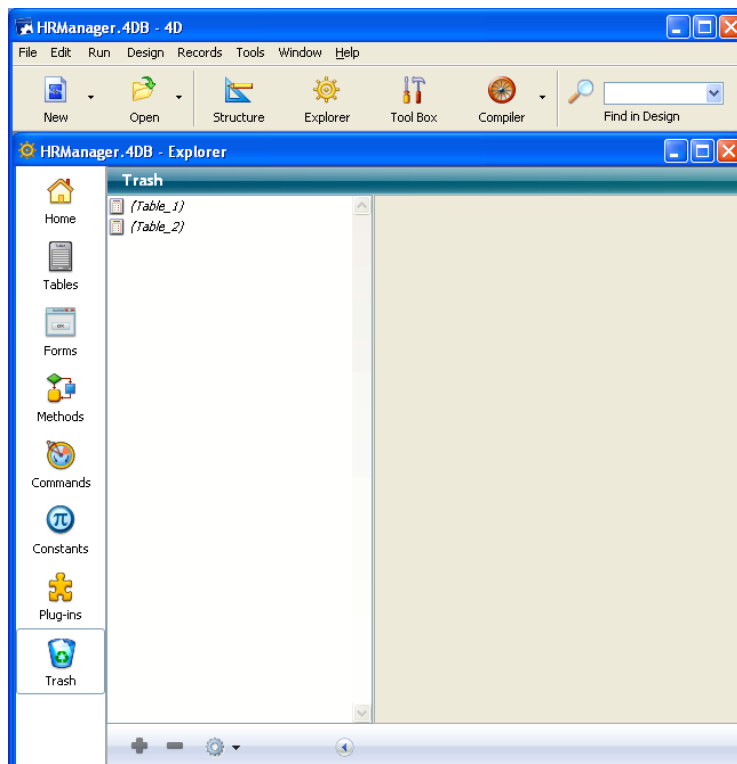 HRManager.4DB - 4D
File Edit Run Design Records Tools Window Help
New Open Structure Explorer Tool Box Compiler Find in Design
HRManager.4DB - Explorer
Trash
(Table_1)
(Table_2)
Home
Tables
Forms
Methods
Commands
Constants
Plug-ins
Trash